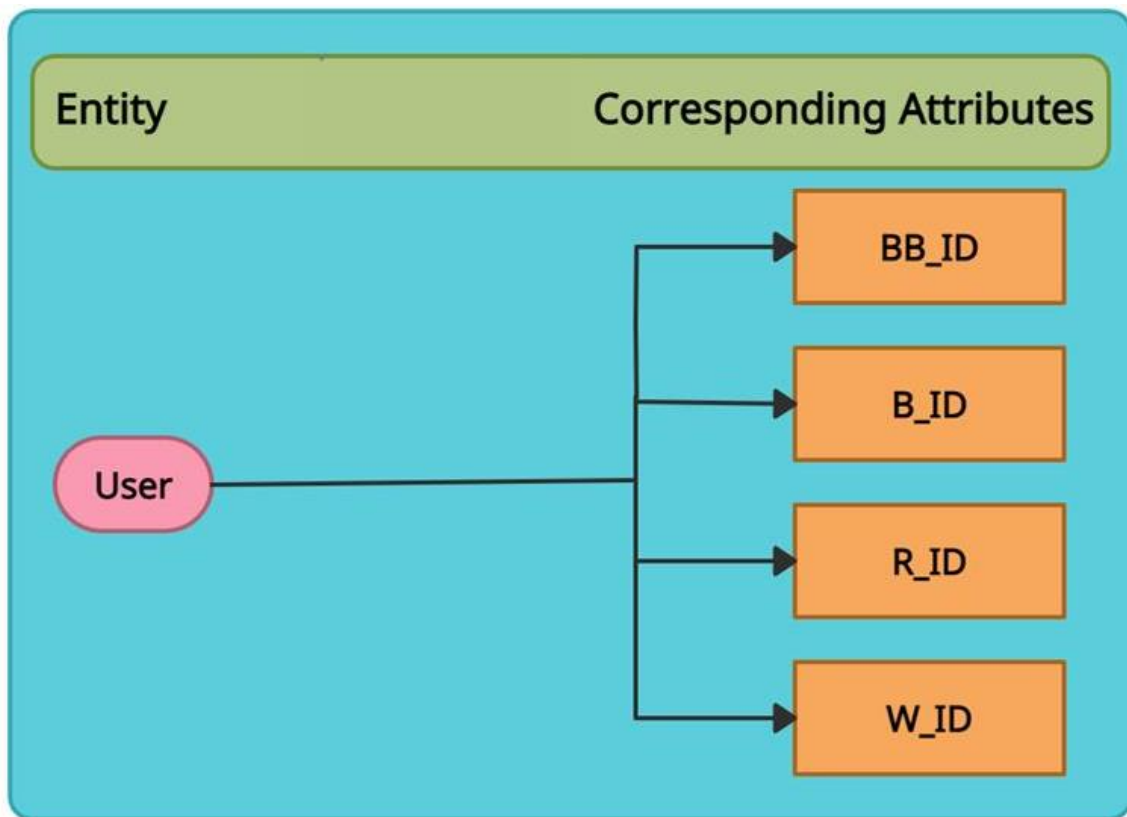 Entity
Corresponding Attributes
BB_ID
B_ID
User
R_ID
W_ID